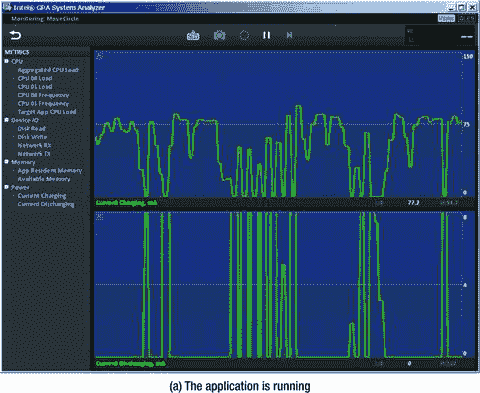 Intel® GPA System Analyzer
Monitoring: MoveCircle
METRICS
CPU
Aggregated CPU Load
CPU 00 Load
CPU 01 Load
CPU 00 Frequency
CPU 01 Frequency
Target App CPU Load
Device IO
Disk Read
Disk Write
Network RX
Network TX
Memory
App Resident Memory
Available Memory
Power
Current Charging
Current Discharging
150
75
0
Current Charging, mA
77.2
0
Current Discharging, mA
0
(a) The application is running